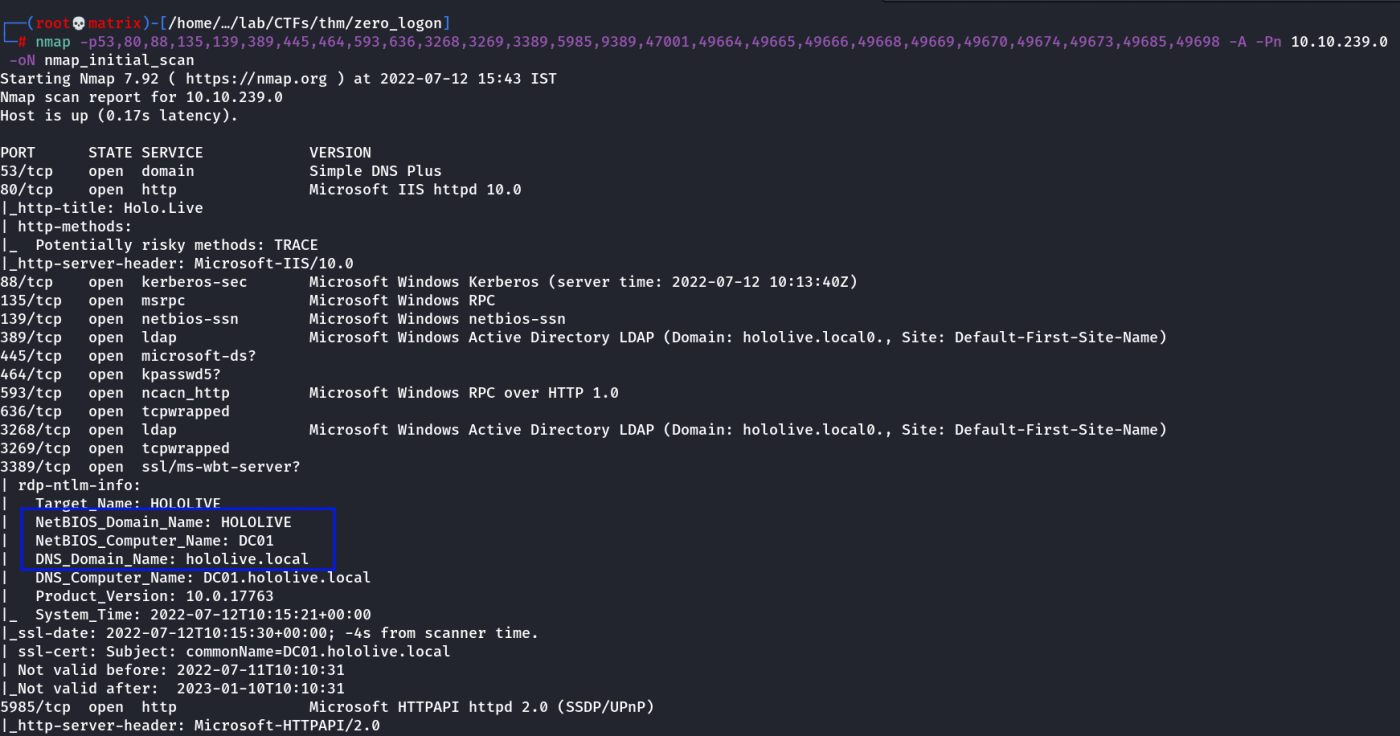 ┌──(root💀matrix)-[/home/…/lab/CTFs/thm/zero_logon]
└─# nmap -p53,80,88,135,139,389,445,464,593,636,3268,3269,3389,5985,9389,47001,49664,49665,49666,49668,49669,49670,49674,49673,49685,49698 -A -Pn 10.10.239.0
-oN nmap_initial_scan
Starting Nmap 7.92 ( https://nmap.org ) at 2022-07-12 15:43 IST
Nmap scan report for 10.10.239.0
Host is up (0.17s latency).
PORT      STATE SERVICE            VERSION
53/tcp    open  domain             Simple DNS Plus
80/tcp    open  http               Microsoft IIS httpd 10.0
|_http-title: Holo.Live
| http-methods:
|_  Potentially risky methods: TRACE
|_http-server-header: Microsoft-IIS/10.0
88/tcp    open  kerberos-sec       Microsoft Windows Kerberos (server time: 2022-07-12 10:13:40Z)
135/tcp   open  msrpc              Microsoft Windows RPC
139/tcp   open  netbios-ssn        Microsoft Windows netbios-ssn
389/tcp   open  ldap               Microsoft Windows Active Directory LDAP (Domain: hololive.local0., Site: Default-First-Site-Name)
445/tcp   open  microsoft-ds?
464/tcp   open  kpasswd5?
593/tcp   open  ncacn_http         Microsoft Windows RPC over HTTP 1.0
636/tcp   open  tcpwrapped
3268/tcp  open  ldap               Microsoft Windows Active Directory LDAP (Domain: hololive.local0., Site: Default-First-Site-Name)
3269/tcp  open  tcpwrapped
3389/tcp  open  ssl/ms-wbt-server?
| rdp-ntlm-info:
|   Target_Name: HOLOLIVE
|   NetBIOS_Domain_Name: HOLOLIVE
|   NetBIOS_Computer_Name: DC01
|   DNS_Domain_Name: hololive.local
|   DNS_Computer_Name: DC01.hololive.local
|   Product_Version: 10.0.17763
|_  System_Time: 2022-07-12T10:15:21+00:00
|_ssl-date: 2022-07-12T10:15:30+00:00; -4s from scanner time.
| ssl-cert: Subject: commonName=DC01.hololive.local
| Not valid before: 2022-07-11T10:10:31
|_Not valid after:  2023-01-10T10:10:31
5985/tcp  open  http               Microsoft HTTPAPI httpd 2.0 (SSDP/UPnP)
|_http-server-header: Microsoft-HTTPAPI/2.0